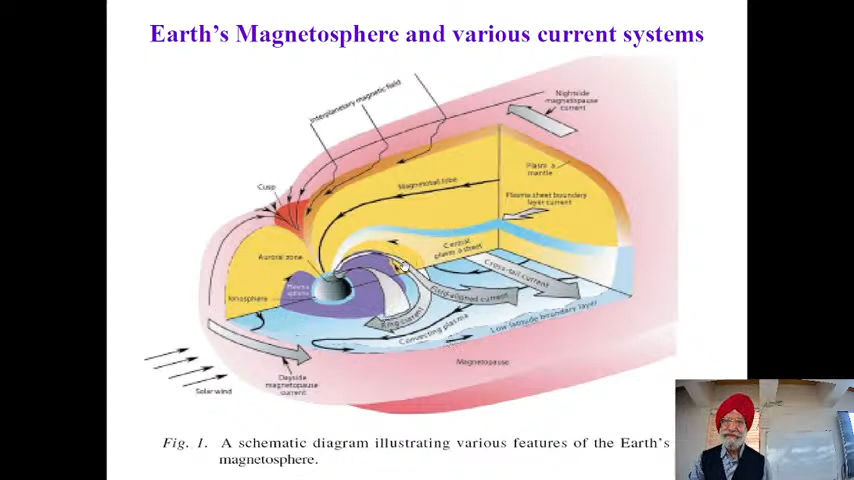 Earth's Magnetosphere and various current systems
Interplanetary magnetic field
Nightside
magnetopause
current
Plasm a
mantle
Cusp
Magnetotail lobe
Plasma sheet boundary
layer current
Central
plasm a sheet
Auroral zone
Plasma
sphere
Cross-tail current
Field-aligned current
Ionosphere
Ring current
Convecting plasma
Low latitude boundary layer
Magnetopause
Solar wind
Dayside
magnetopause
current
Fig. 1. A schematic diagram illustrating various features of the Earth's
magnetosphere.